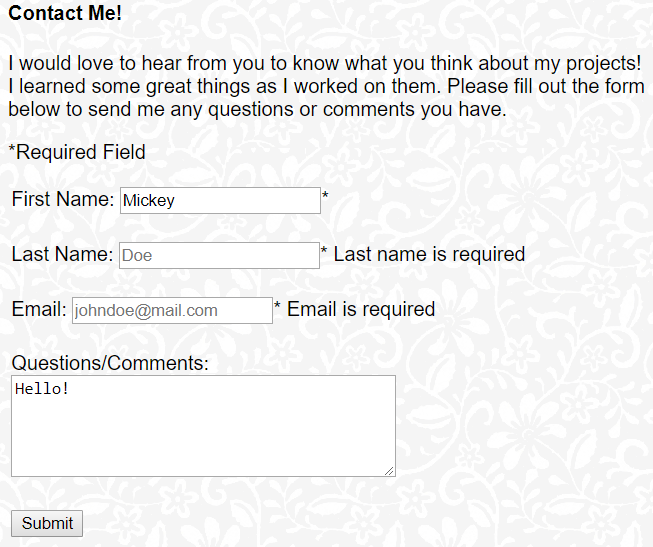 Contact Me!
I would love to hear from you to know what you think about my projects!
I learned some great things as I worked on them. Please fill out the form
below to send me any questions or comments you have.
*Required Field
First Name: Mickey*
Last Name: Doe* Last name is required
Email: johndoe@mail.com* Email is required
Questions/Comments:
Hello!
Submit